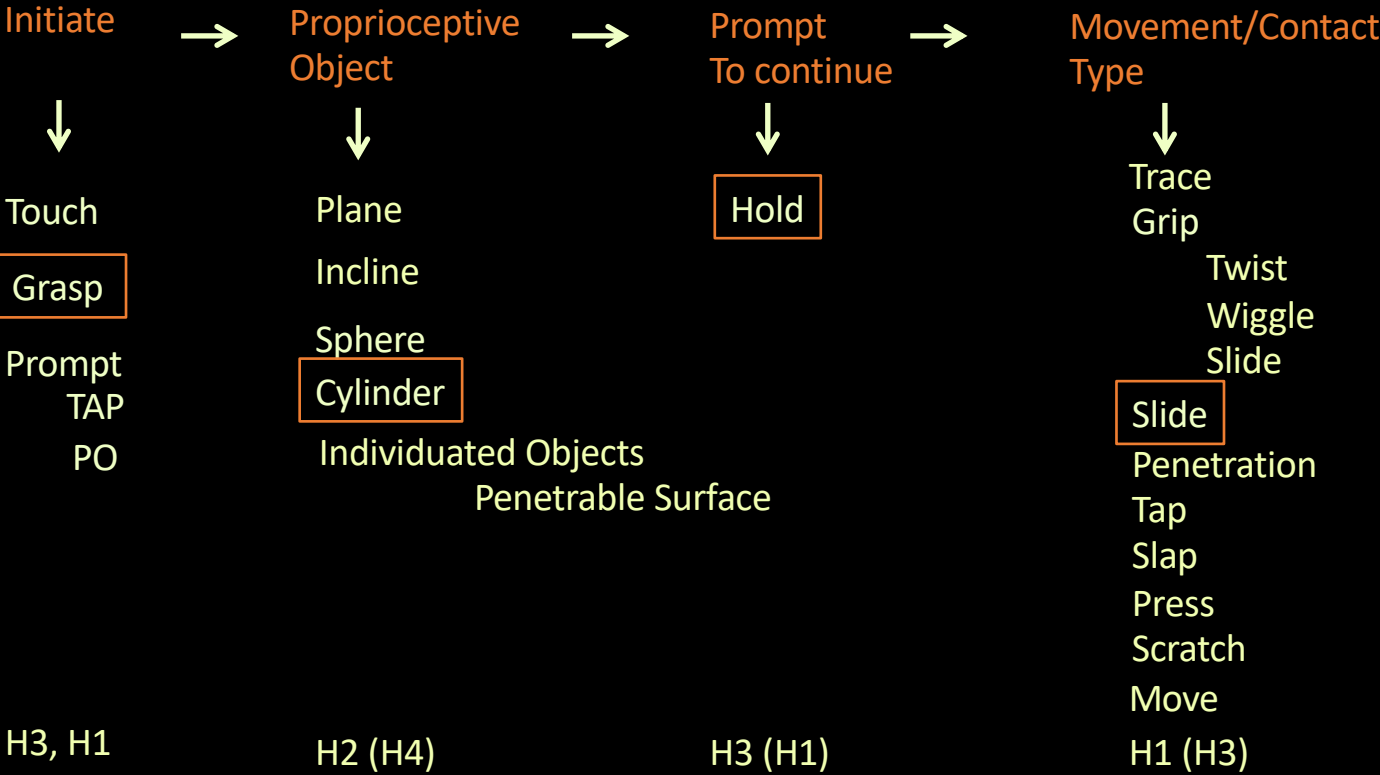 Initiate
Proprioceptive
Object
Prompt
To continue
Movement/Contact
Type
Touch
Grasp
Prompt
TAP
PO
Plane
Incline
Sphere
Cylinder
Individuated Objects
Penetrable Surface
Hold
Trace
Grip
Twist
Wiggle
Slide
Slide
Penetration
Tap
Slap
Press
Scratch
Move
H3, H1
H2 (H4)
H3 (H1)
H1 (H3)